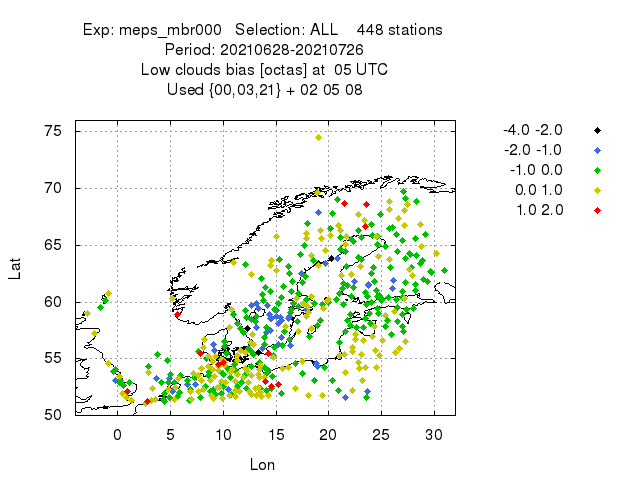 Exp: meps_mbr000 Selection: ALL 448 stations
Period: 20210628-20210726
Low clouds bias [octas] at 05 UTC
Used {00,03,21} + 02 05 08
-4.0 -2.0
-2.0 -1.0
-1.0 0.0
0.0 1.0
1.0 2.0
75
70
65
60
55
50
Lat
0 5 10 15 20 25 30
Lon